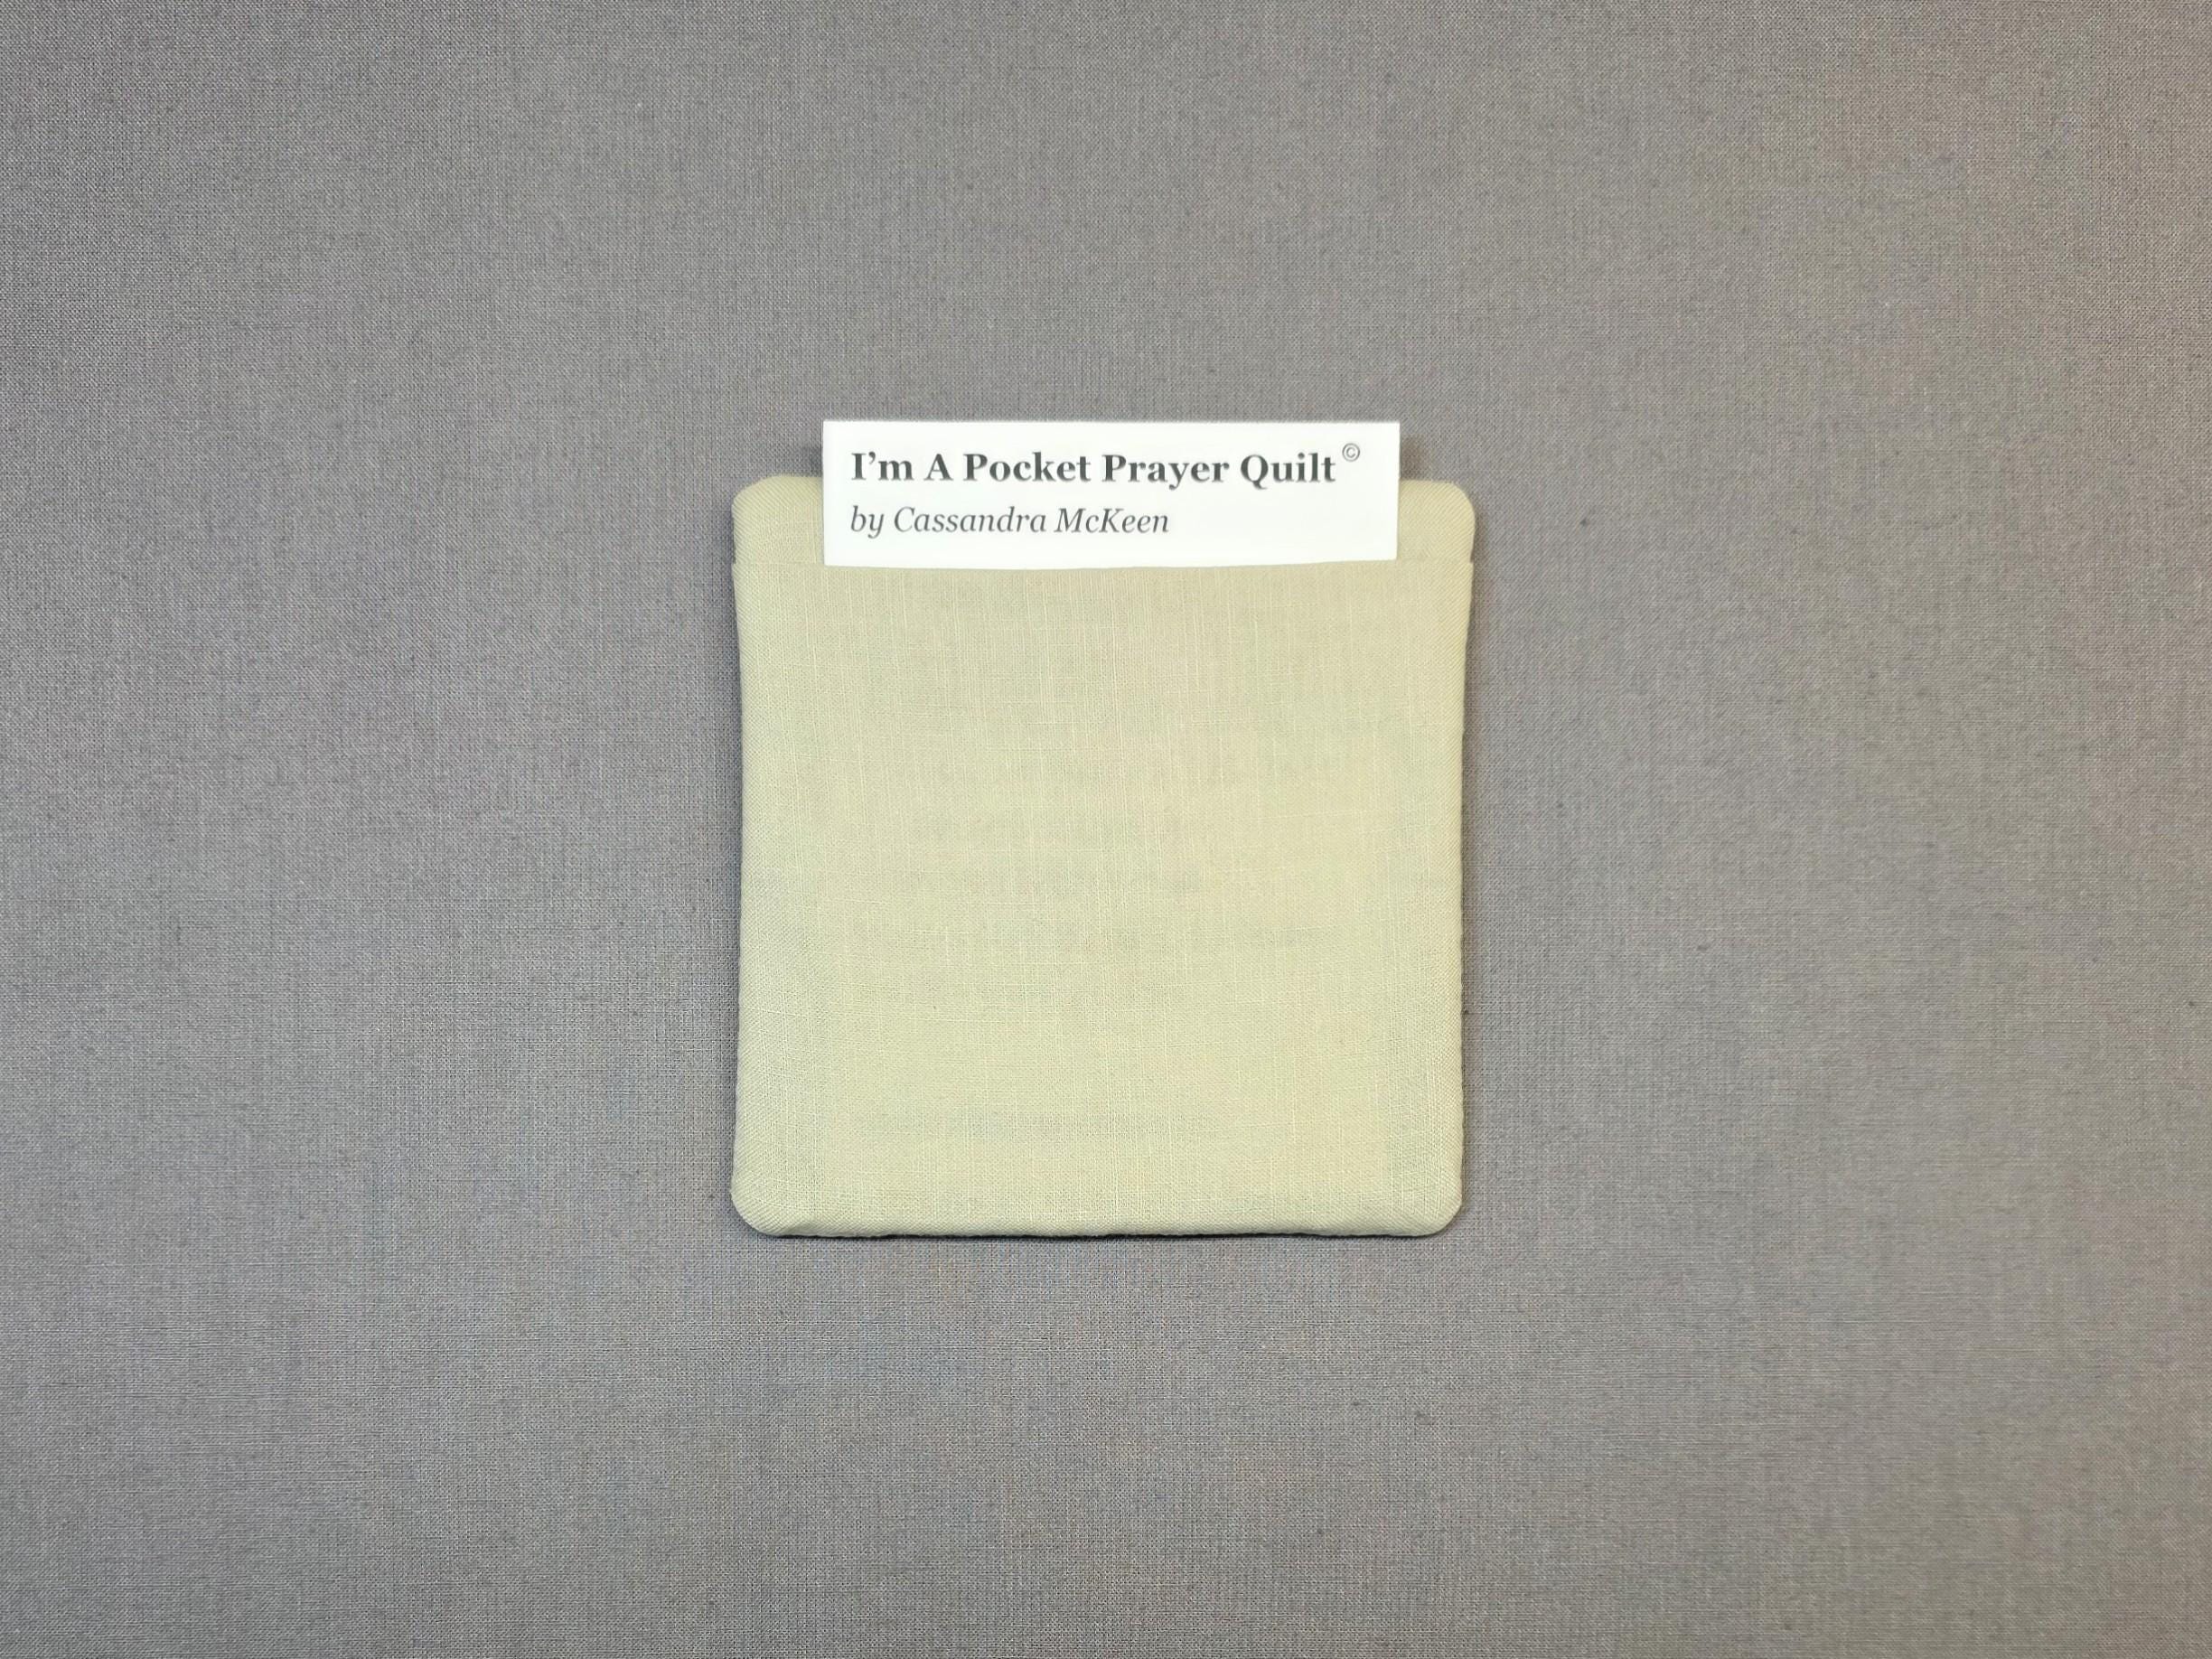 I'm A Pocket Prayer Quilt©
by Cassandra McKeen